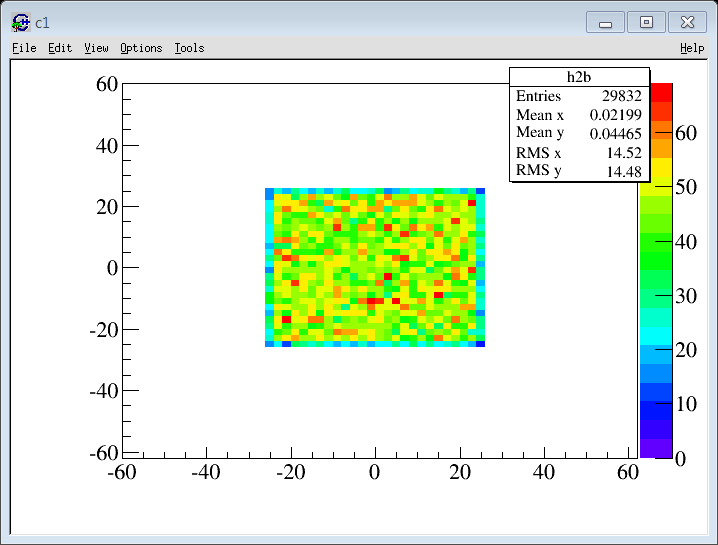 c1
File Edit View Options Tools Help
h2b
Entries 29832
Mean x 0.02199
Mean y 0.04465
RMS x 14.52
RMS y 14.48
60
40
20
0
-20
-40
-60
-60 -40 -20 0 20 40 60
60
50
40
30
20
10
0